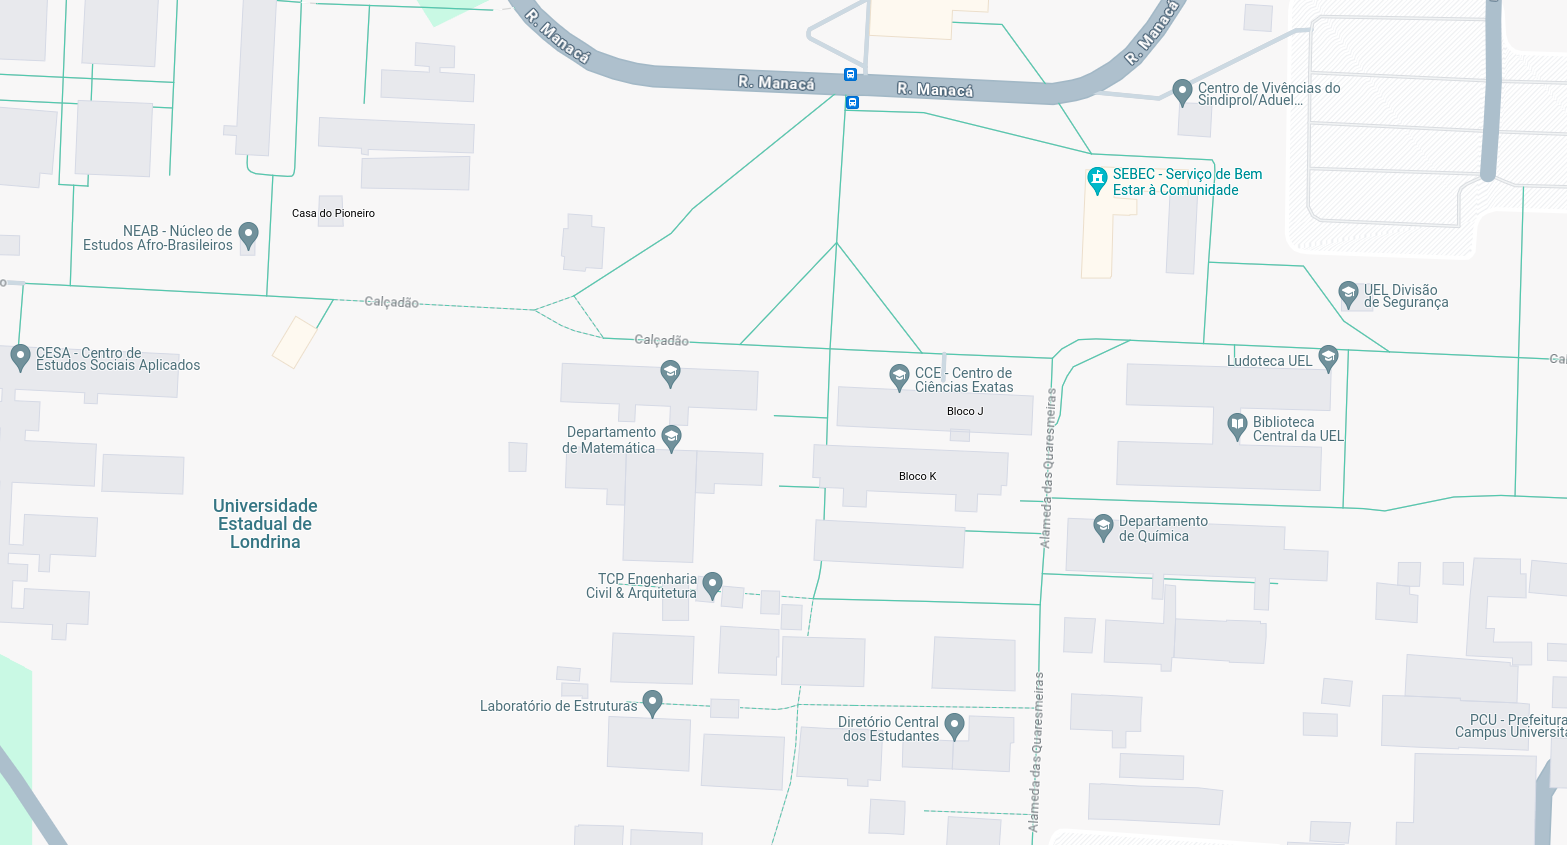 R. Manacá
R. Manacá
R. Manacá
R. Manacá
Centro de Vivências do
Sindiprol/Aduel...
SEBEC - Serviço de Bem
Estar à Comunidade
Casa do Pioneiro
NEAB - Núcleo de
Estudos Afro-Brasileiros
o
Calçadão
UEL Divisão
de Segurança
Calçadão
CESA - Centro de
Estudos Sociais Aplicados
Ludoteca UEL
Cal
CCE - Centro de
Ciências Exatas
Bloco J
Alameda das Quaresmeiras
Biblioteca
Central da UEL
Departamento
de Matemática
Bloco K
Universidade
Estadual de
Londrina
Departamento
de Química
TCP Engenharia
Civil & Arquitetura
Laboratório de Estruturas
Diretório Central
dos Estudantes
Alameda das Quaresmeiras
PCU - Prefeitura
Campus Universitá